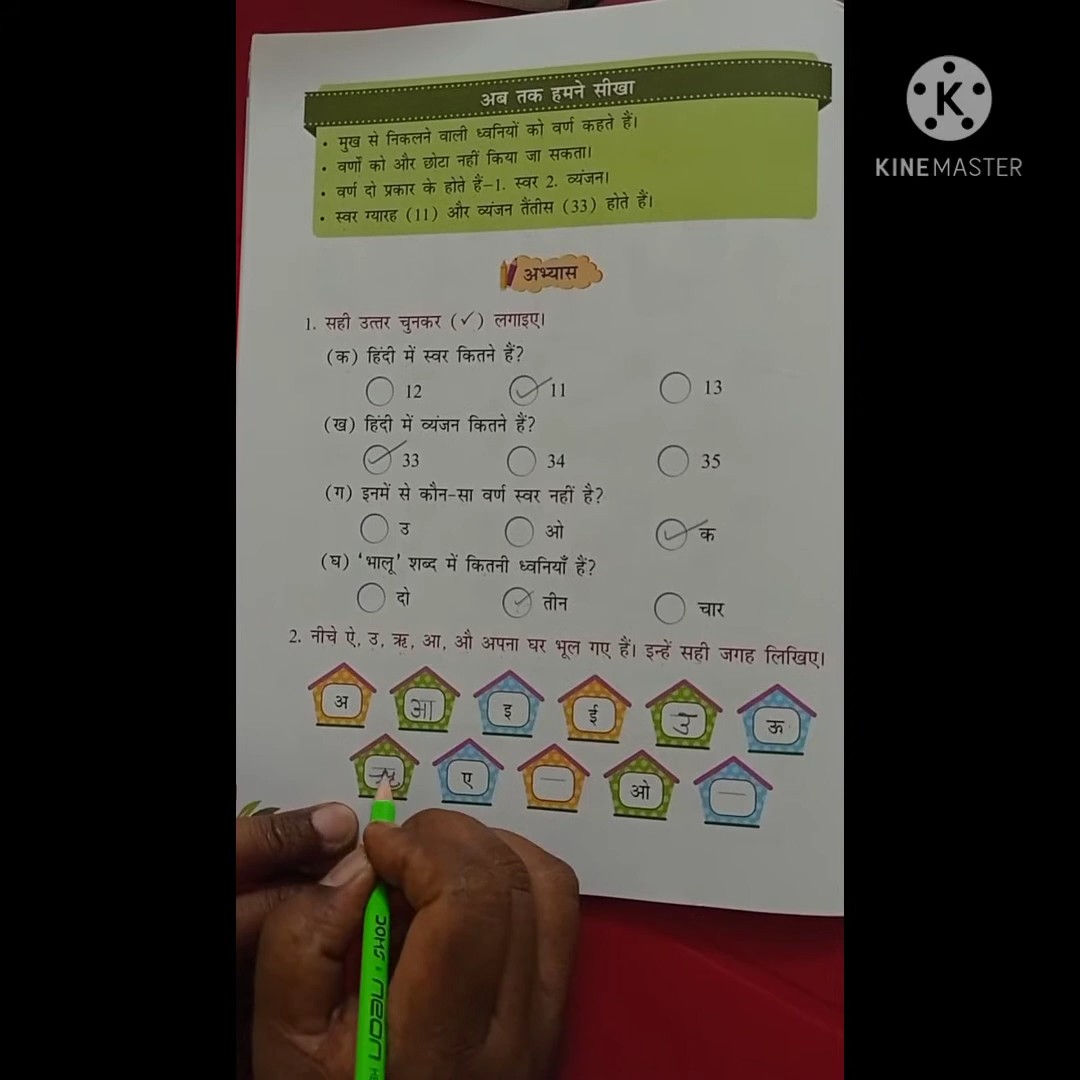 अब तक हमने सीखा
• मुख से निकलने वाली ध्वनियों को वर्ण कहते हैं।
• वर्णों को और छोटा नहीं किया जा सकता।
• वर्ण दो प्रकार के होते हैं–1. स्वर 2. व्यंजन।
• स्वर ग्यारह (11) और व्यंजन तैंतीस (33) होते हैं।
K
KINEMASTER
अभ्यास
1. सही उत्तर चुनकर (✓) लगाइए।
(क) हिंदी में स्वर कितने हैं?
12 ✓ 11 13
(ख) हिंदी में व्यंजन कितने हैं?
✓ 33 34 35
(ग) इनमें से कौन-सा वर्ण स्वर नहीं है?
उ ओ ✓ क
(घ) 'भालू' शब्द में कितनी ध्वनियाँ हैं?
दो ✓ तीन चार
2. नीचे ऐ, उ, ऋ, आ, औ अपना घर भूल गए हैं। इन्हें सही जगह लिखिए।
अ आ इ ई उ ऊ
ऋ ए ओ
DOMS neon